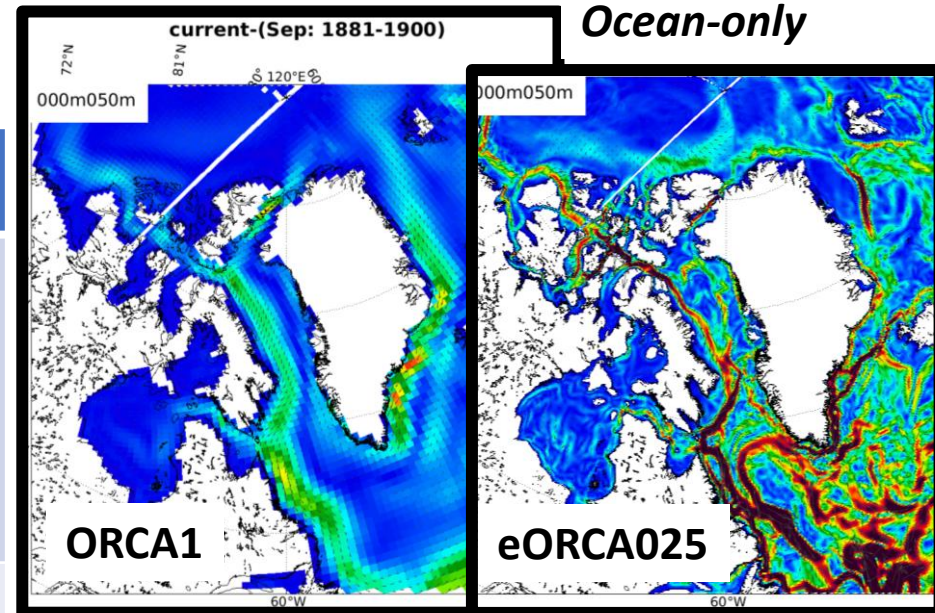 Ocean-only
current-(Sep: 1881-1900)
72°N
81°N
120°E
000m050m
000m050m
ORCA1
eORCA025
60°W
60°W